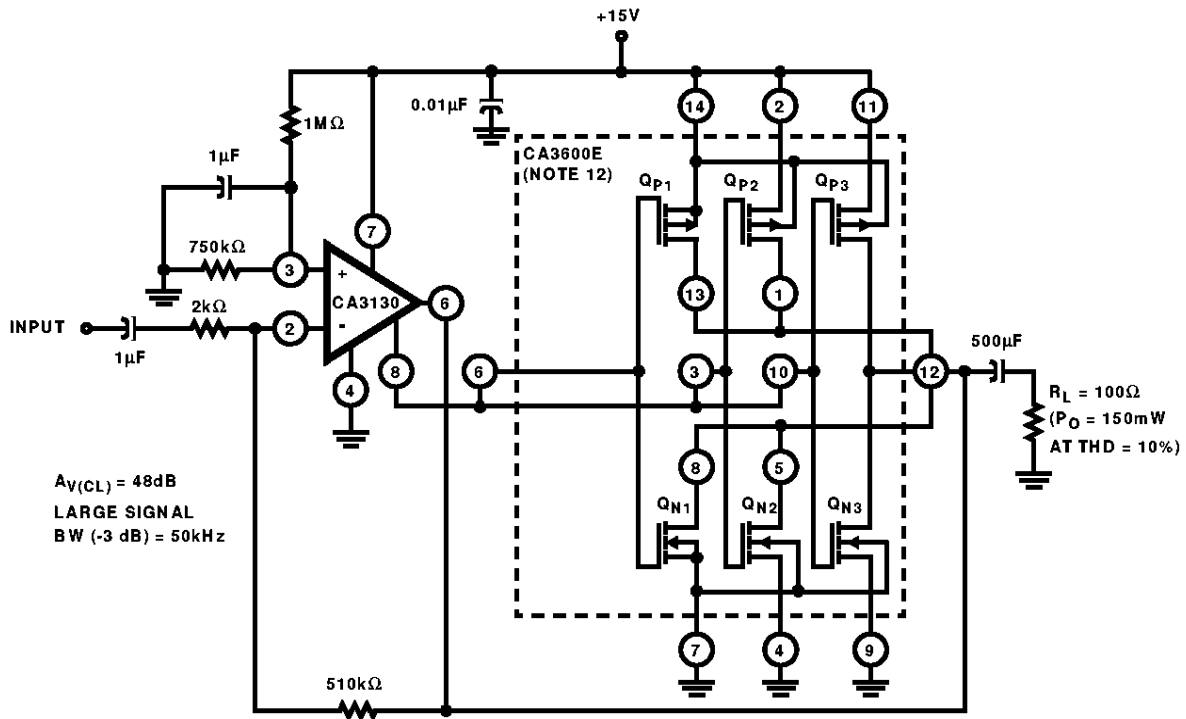 +15V
0.01µF
1MΩ
1µF
750kΩ
3
7
+
CA3130
-
6
2kΩ
INPUT
1µF
2
4
8
14
2
11
CA3600E
(NOTE 12)
QP1
QP2
QP3
13
1
6
3
10
12
500µF
RL = 100Ω
(PO = 150mW
AT THD = 10%)
8
5
QN1
QN2
QN3
7
4
9
AV(CL) = 48dB
LARGE SIGNAL
BW (-3 dB) = 50kHz
510kΩ